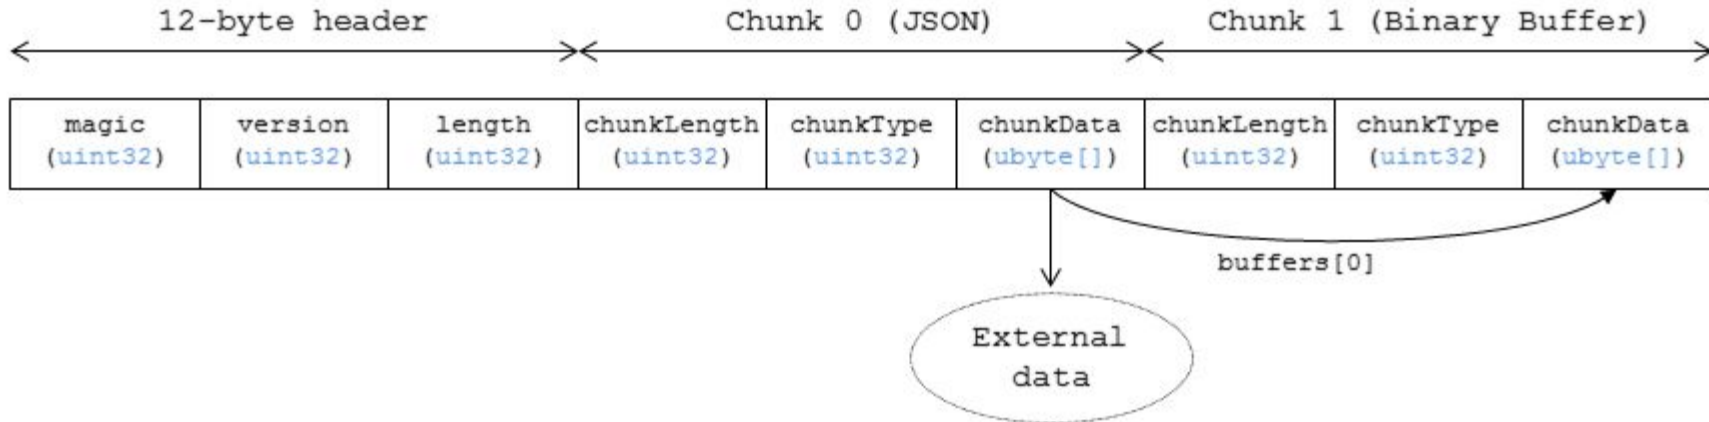 12-byte header
Chunk 0 (JSON)
Chunk 1 (Binary Buffer)
magic
(uint32)
version
(uint32)
length
(uint32)
chunkLength
(uint32)
chunkType
(uint32)
chunkData
(ubyte[])
chunkLength
(uint32)
chunkType
(uint32)
chunkData
(ubyte[])
buffers[0]
External
data